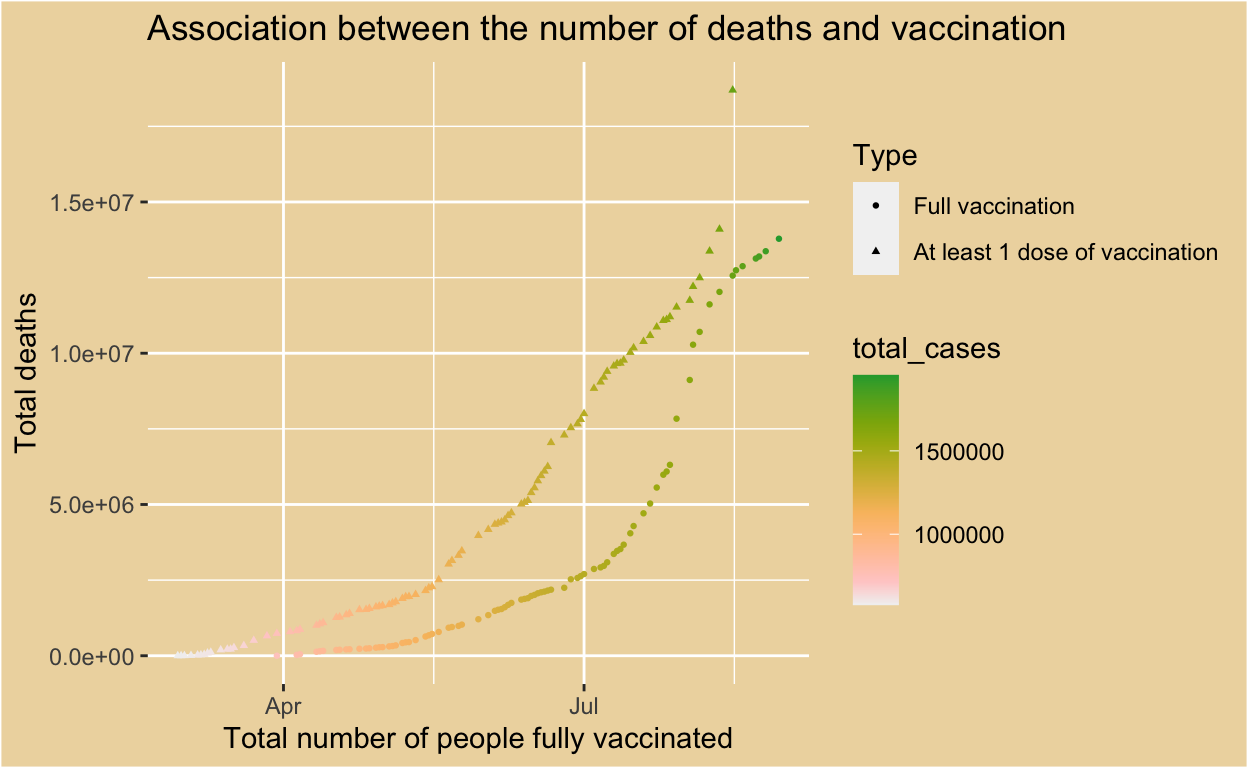 Association between the number of deaths and vaccination
Total deaths
1.5e+07
1.0e+07
5.0e+06
0.0e+00
Apr
Jul
Total number of people fully vaccinated
Type
Full vaccination
At least 1 dose of vaccination
total_cases
1500000
1000000